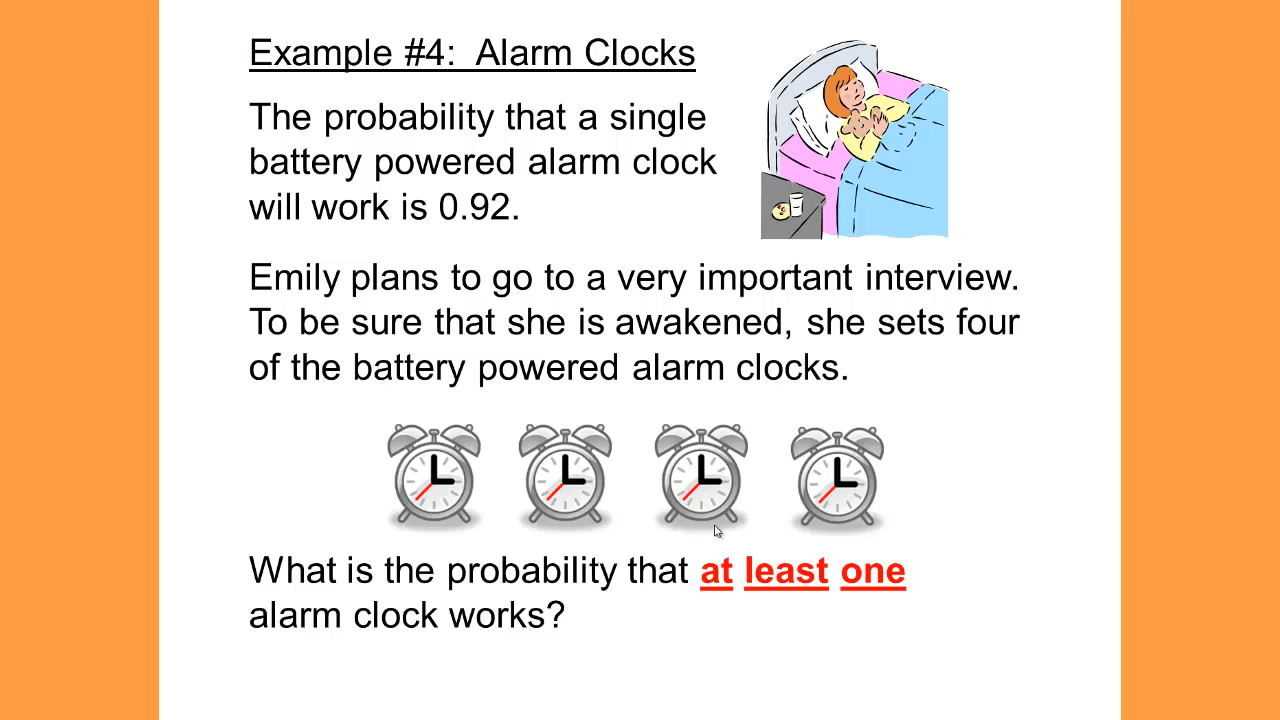 Example #4: Alarm Clocks
The probability that a single
battery powered alarm clock
will work is 0.92.
Emily plans to go to a very important interview.
To be sure that she is awakened, she sets four
of the battery powered alarm clocks.
What is the probability that at least one
alarm clock works?